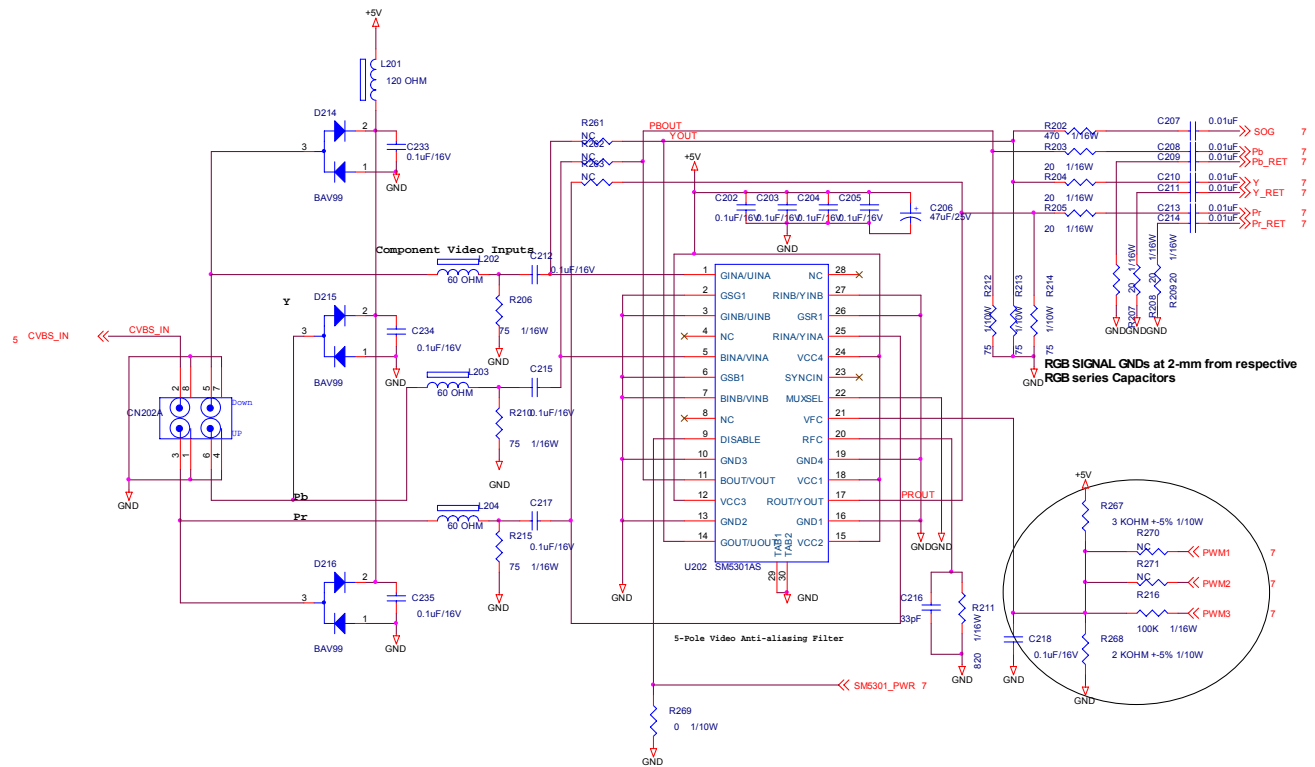 +5V
L201
120 OHM
D214
2
3
1
BAV99
C233
0.1uF/16V
GND
R261
NC
R262
NC
R263
NC
PBOUT
YOUT
+5V
C202
C203
C204
C205
0.1uF/16V
0.1uF/16V
0.1uF/16V
0.1uF/16V
C206
47uF/25V
+
GND
R202
470 1/16W
R203
20 1/16W
R204
20 1/16W
R205
20 1/16W
C207 0.01uF SOG 7
C208 0.01uF Pb 7
C209 0.01uF Pb_RET 7
C210 0.01uF Y 7
C211 0.01uF Y_RET 7
C213 0.01uF Pr 7
C214 0.01uF Pr_RET 7
R207 20 1/16W
R208 20 1/16W
R209 20 1/16W
GND
GND
GND
R212
75 1/10W
R213
75 1/10W
R214
75 1/10W
GND
RGB SIGNAL GNDs at 2-mm from respective
RGB series Capacitors
Component Video Inputs
L202
60 OHM
C212
0.1uF/16V
R206
75 1/16W
GND
Y
D215
2
3
1
BAV99
C234
0.1uF/16V
GND
L203
60 OHM
C215
0.1uF/16V
R210
75 1/16W
GND
5 CVBS_IN
CVBS_IN
2
8
5
7
CN202A
Down
UP
3
1
6
4
GND
Pb
Pr
L204
60 OHM
C217
0.1uF/16V
R215
75 1/16W
GND
D216
2
3
1
BAV99
C235
0.1uF/16V
GND
1 GINA/UINA NC 28
2 GSG1 RINB/YINB 27
3 GINB/UINB GSR1 26
4 NC RINA/YINA 25
5 BINA/VINA VCC4 24
6 GSB1 SYNCIN 23
7 BINB/VINB MUXSEL 22
8 NC VFC 21
9 DISABLE RFC 20
10 GND3 GND4 19
11 BOUT/VOUT VCC1 18
12 VCC3 ROUT/YOUT 17
13 GND2 GND1 16
14 GOUT/UOUT VCC2 15
TAB1
TAB2
29
30
U202 SM5301AS
PROUT
GND
GND
GND
GND
5-Pole Video Anti-aliasing Filter
C216
33pF
R211
820 1/16W
GND
C218
0.1uF/16V
GND
+5V
R267
3 KOHM +-5% 1/10W
R270
NC
PWM1 7
R271
NC
PWM2 7
R216
100K 1/16W
PWM3 7
R268
2 KOHM +-5% 1/10W
GND
SM5301_PWR 7
R269
0 1/10W
GND